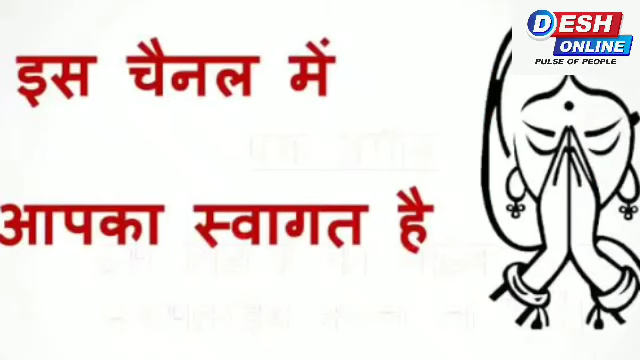 DESH
ONLINE
PULSE OF PEOPLE
इस चैनल में
आपका स्वागत है